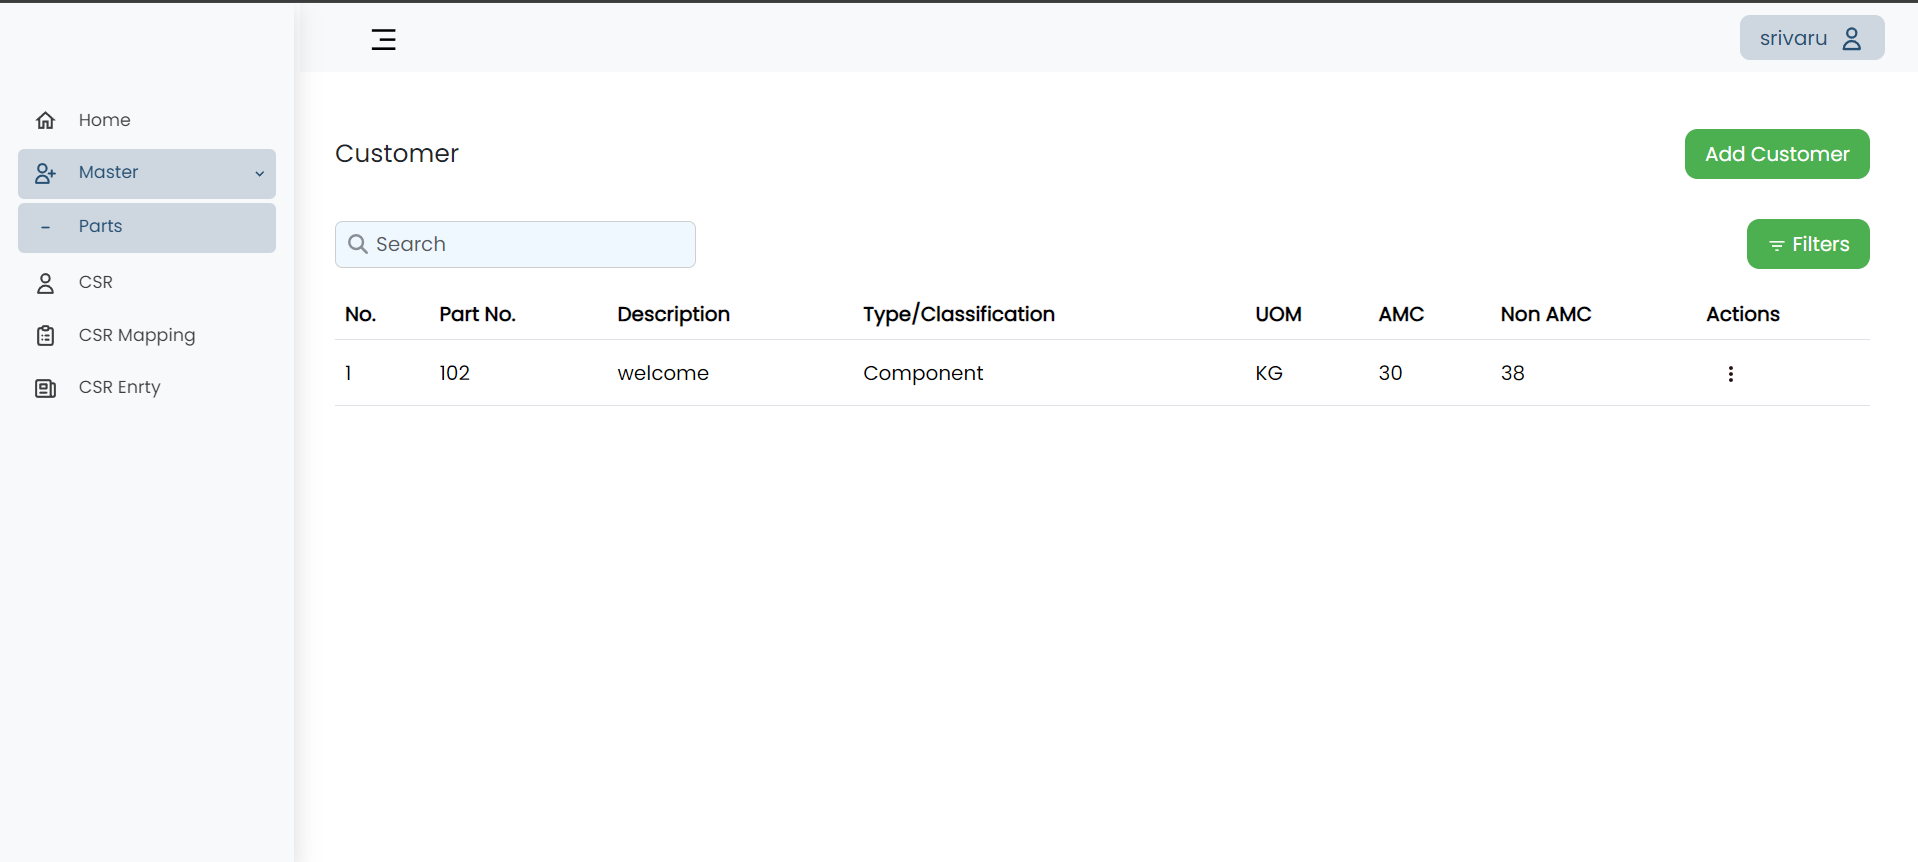 srivaru
Home
Master
Parts
CSR
CSR Mapping
CSR Enrty
Customer
Add Customer
Search
Filters
No. Part No. Description Type/Classification UOM AMC Non AMC Actions
1 102 welcome Component KG 30 38